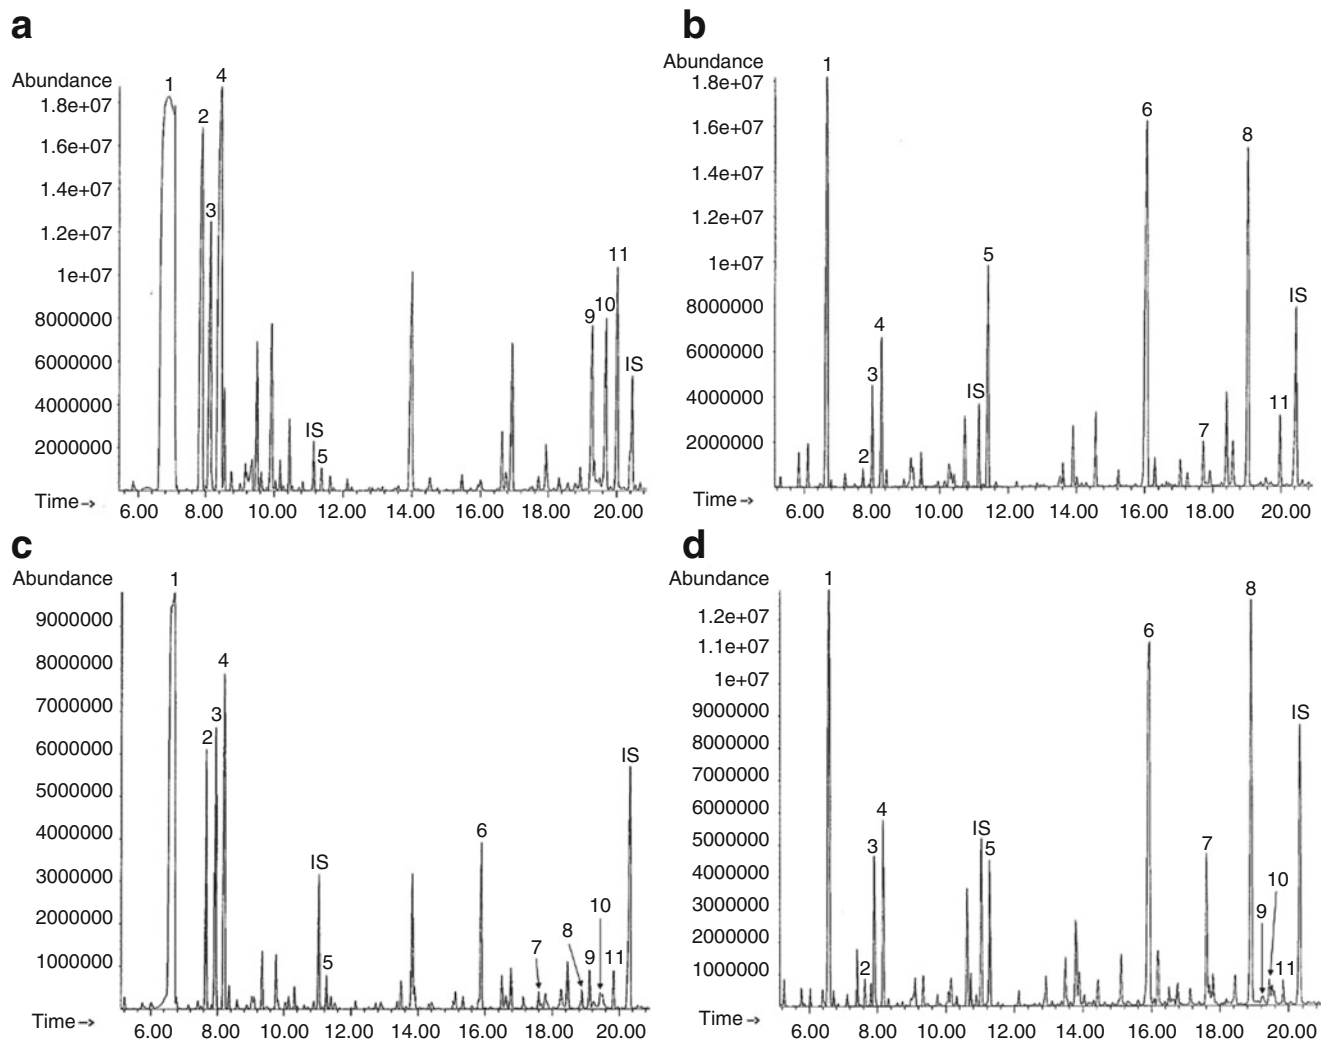 a
Abundance
1
4
1.8e+07
2
1.6e+07
1.4e+07
3
1.2e+07
11
1e+07
9
10
8000000
IS
6000000
4000000
IS
2000000
5
Time→
6.00 8.00 10.00 12.00 14.00 16.00 18.00 20.00
b
Abundance
1
1.8e+07
6
1.6e+07
8
1.4e+07
1.2e+07
5
1e+07
IS
8000000
4
6000000
3
IS
4000000
11
7
2000000
2
Time→
6.00 8.00 10.00 12.00 14.00 16.00 18.00 20.00
c
Abundance
1
9000000
8000000
4
7000000
3
2
IS
6000000
5000000
4000000
6
IS
3000000
10
2000000
7
8
9
11
5
1000000
Time→
6.00 8.00 10.00 12.00 14.00 16.00 18.00 20.00
d
Abundance
1
8
1.2e+07
6
1.1e+07
1e+07
IS
9000000
8000000
7000000
4
6000000
IS
3
5
7
5000000
4000000
10
9
3000000
2000000
2
11
1000000
Time→
6.00 8.00 10.00 12.00 14.00 16.00 18.00 20.00